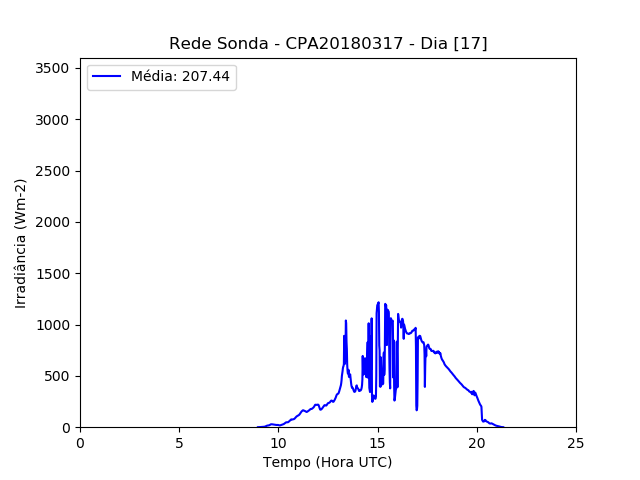 Rede Sonda - CPA20180317 - Dia [17]
Média: 207.44
Irradiância (Wm-2)
3500
3000
2500
2000
1500
1000
500
0
0 5 10 15 20 25
Tempo (Hora UTC)